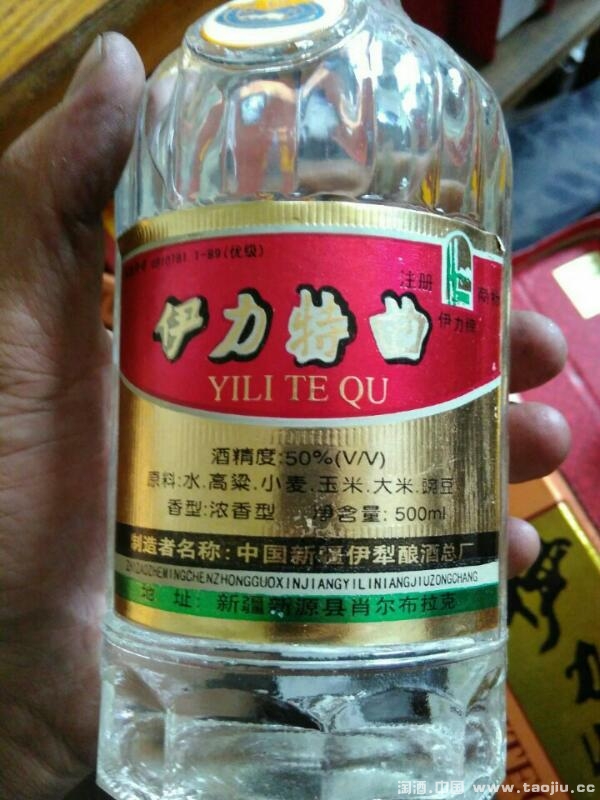 0810781.1-89(优级)
注册 商标
伊力牌
伊力特曲
YILI TE QU
酒精度:50%(V/V)
原料:水.高粱.小麦.玉米.大米.豌豆
香型:浓香型 净含量:500ml
制造者名称:中国新疆伊犁酿酒总厂
ZHIZAOZHEMINGCHENZHONGGUOXINJIANGYILINIANGJIUZONGCHANG
地 址: 新疆新源县肖尔布拉克
淘酒.中国 www.taojiu.cc